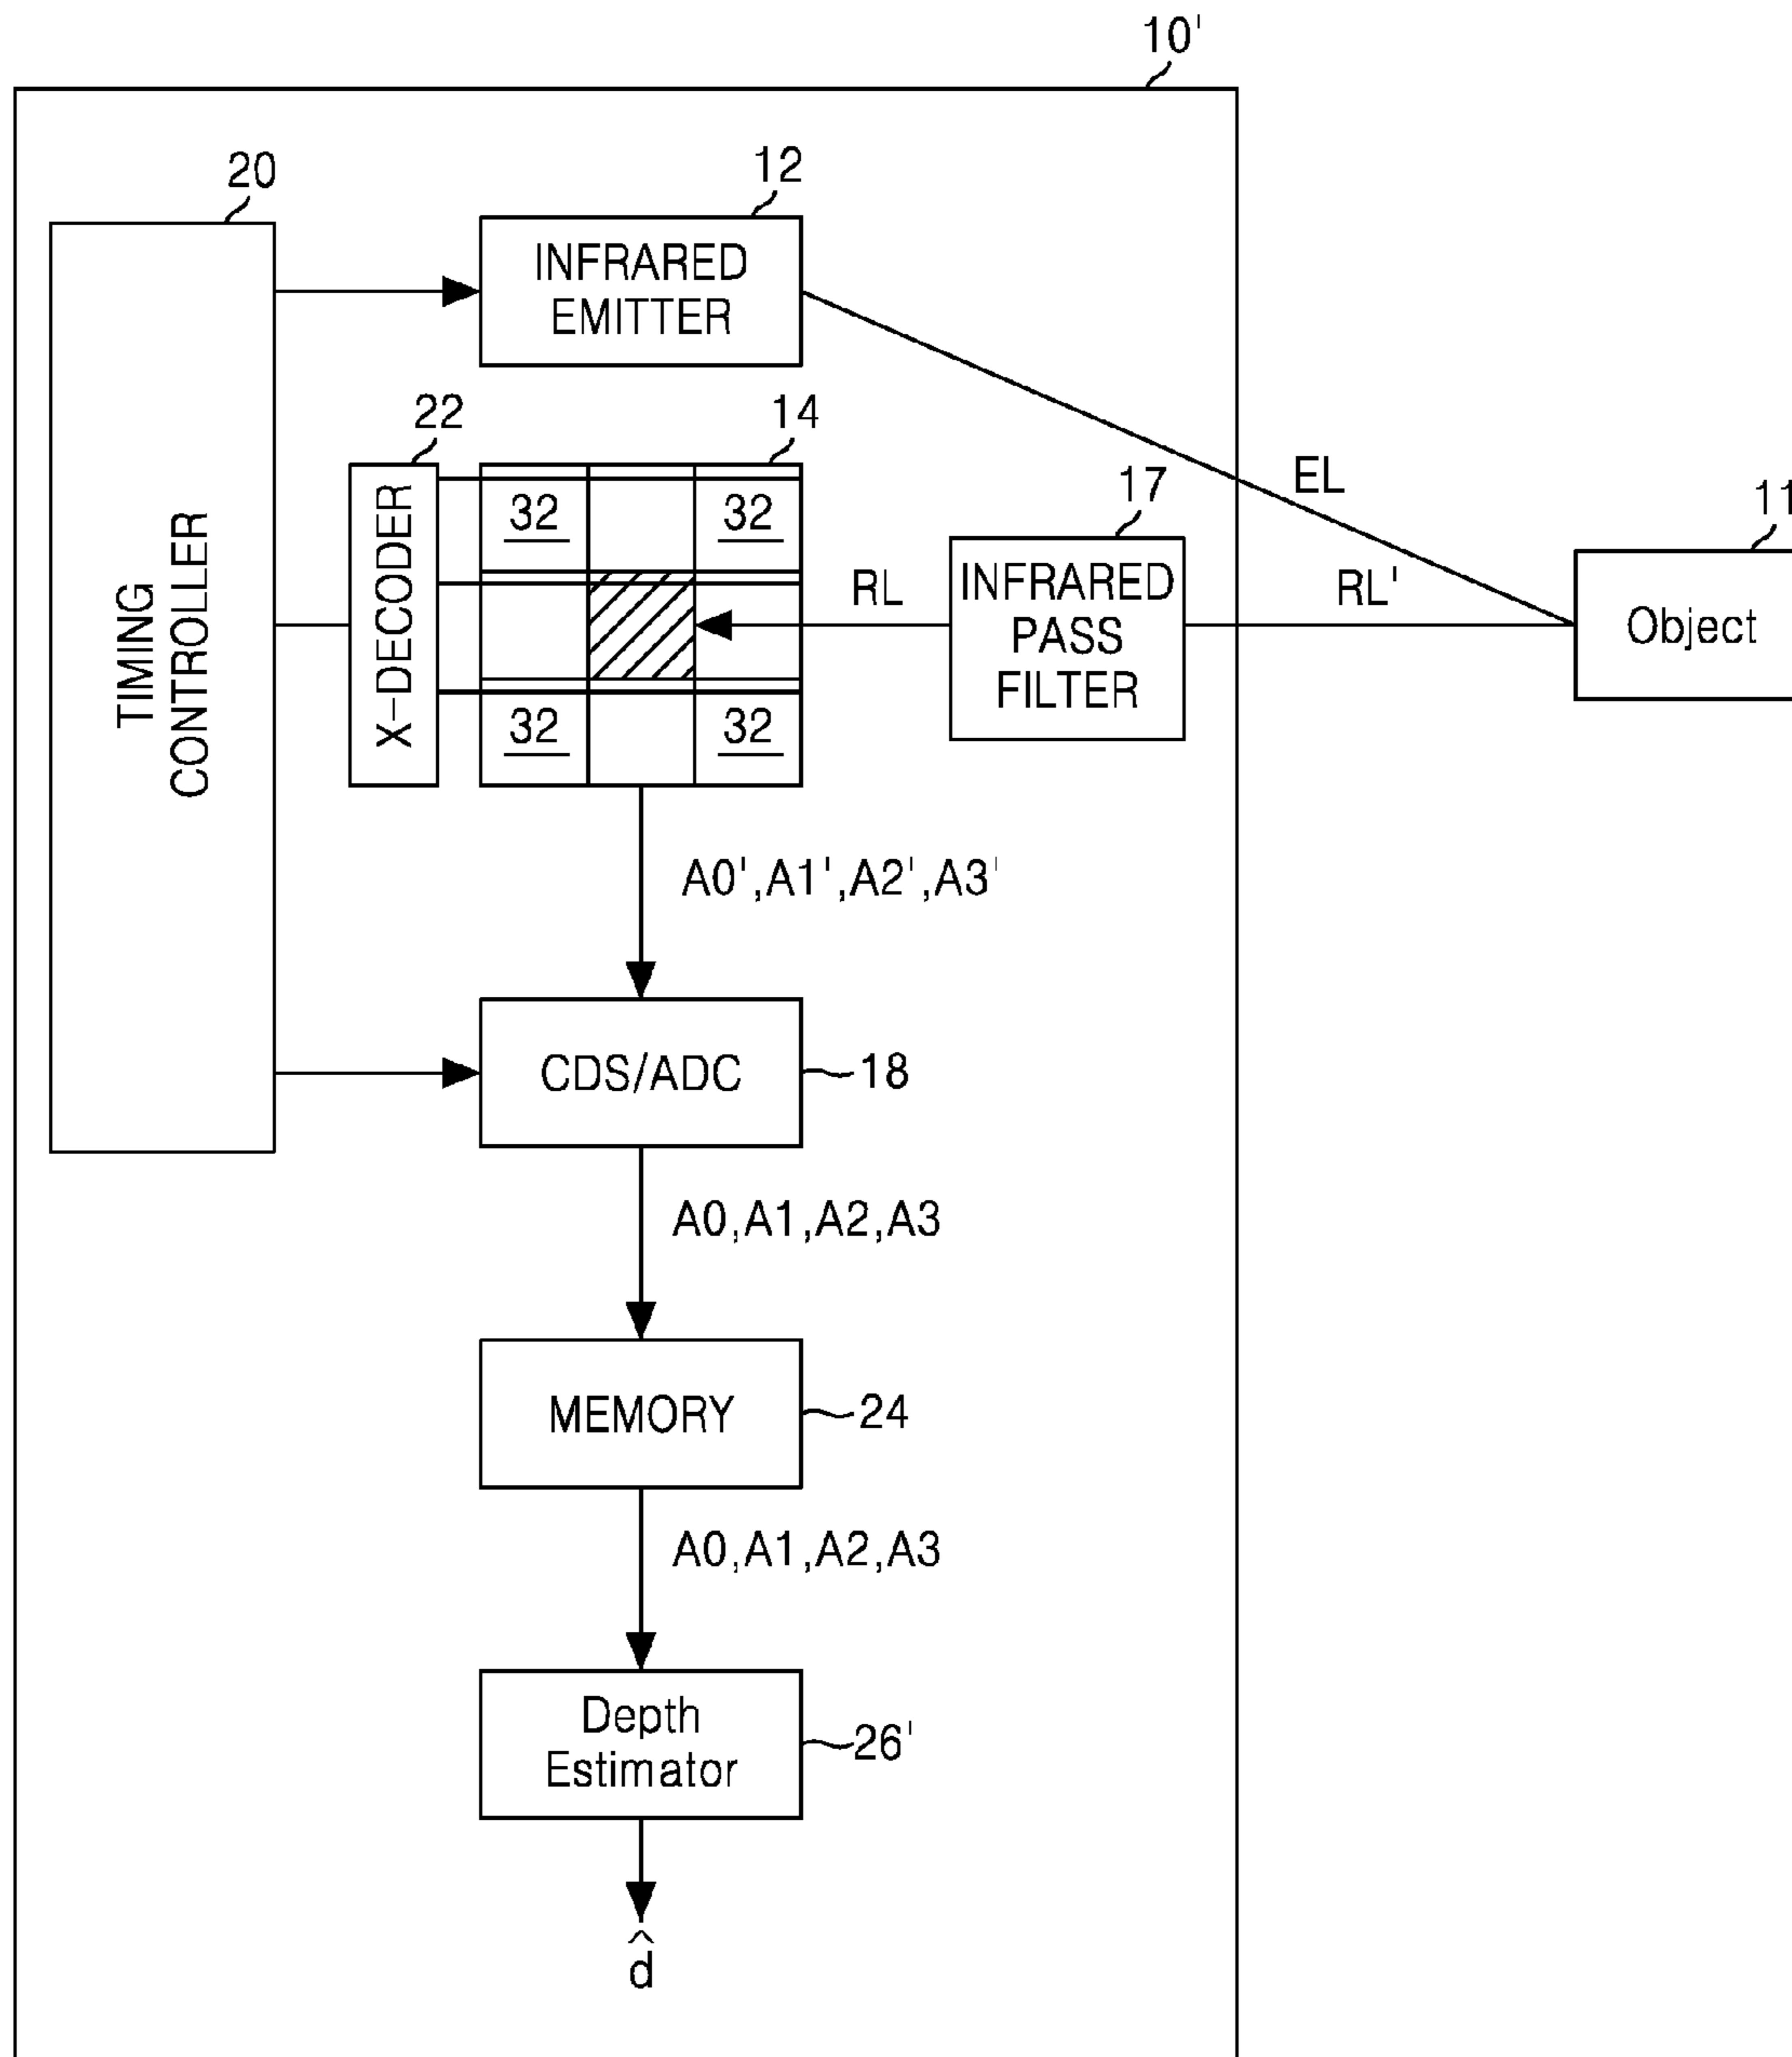 10'
20
12
INFRARED
EMITTER
22
14
TIMING
CONTROLLER
X-DECODER
32
32
32
32
RL
17
INFRARED
PASS
FILTER
EL
RL'
11
Object
A0',A1',A2',A3'
CDS/ADC
18
A0,A1,A2,A3
MEMORY
24
A0,A1,A2,A3
Depth
Estimator
26'
d̂